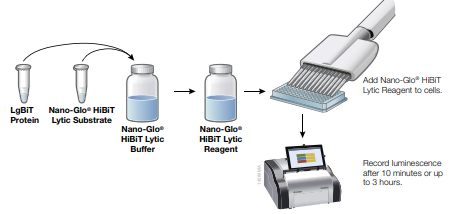 LgBiT
Protein
Nano-Glo® HiBiT
Lytic Substrate
Nano-Glo®
HiBiT Lytic
Buffer
Nano-Glo®
HiBiT Lytic
Reagent
Add Nano-Glo® HiBiT
Lytic Reagent to cells.
Record luminescence
after 10 minutes or up
to 3 hours.